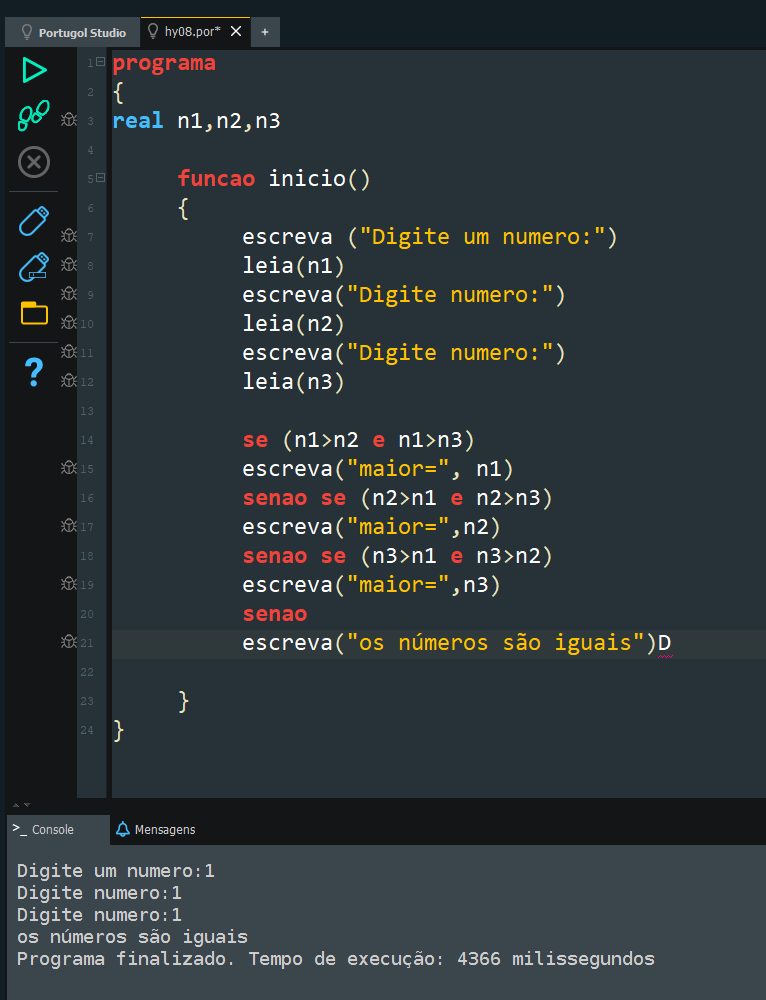 Portugol Studio hy08.por* × +
1 programa
2 {
3 real n1,n2,n3
4
5 funcao inicio()
6 {
7 escreva ("Digite um numero:")
8 leia(n1)
9 escreva("Digite numero:")
10 leia(n2)
11 escreva("Digite numero:")
12 leia(n3)
13
14 se (n1>n2 e n1>n3)
15 escreva("maior=", n1)
16 senao se (n2>n1 e n2>n3)
17 escreva("maior=",n2)
18 senao se (n3>n1 e n3>n2)
19 escreva("maior=",n3)
20 senao
21 escreva("os números são iguais")D
22
23 }
24 }
?
>_ Console Mensagens
Digite um numero:1
Digite numero:1
Digite numero:1
os números são iguais
Programa finalizado. Tempo de execução: 4366 milissegundos